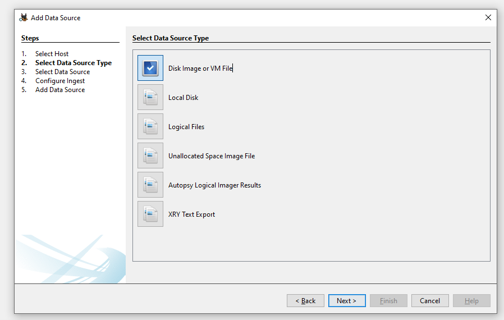 Add Data Source
Steps
1. Select Host
2. Select Data Source Type
3. Select Data Source
4. Configure Ingest
5. Add Data Source
Select Data Source Type
Disk Image or VM File
Local Disk
Logical Files
Unallocated Space Image File
Autopsy Logical Imager Results
XRY Text Export
< Back
Next >
Finish
Cancel
Help